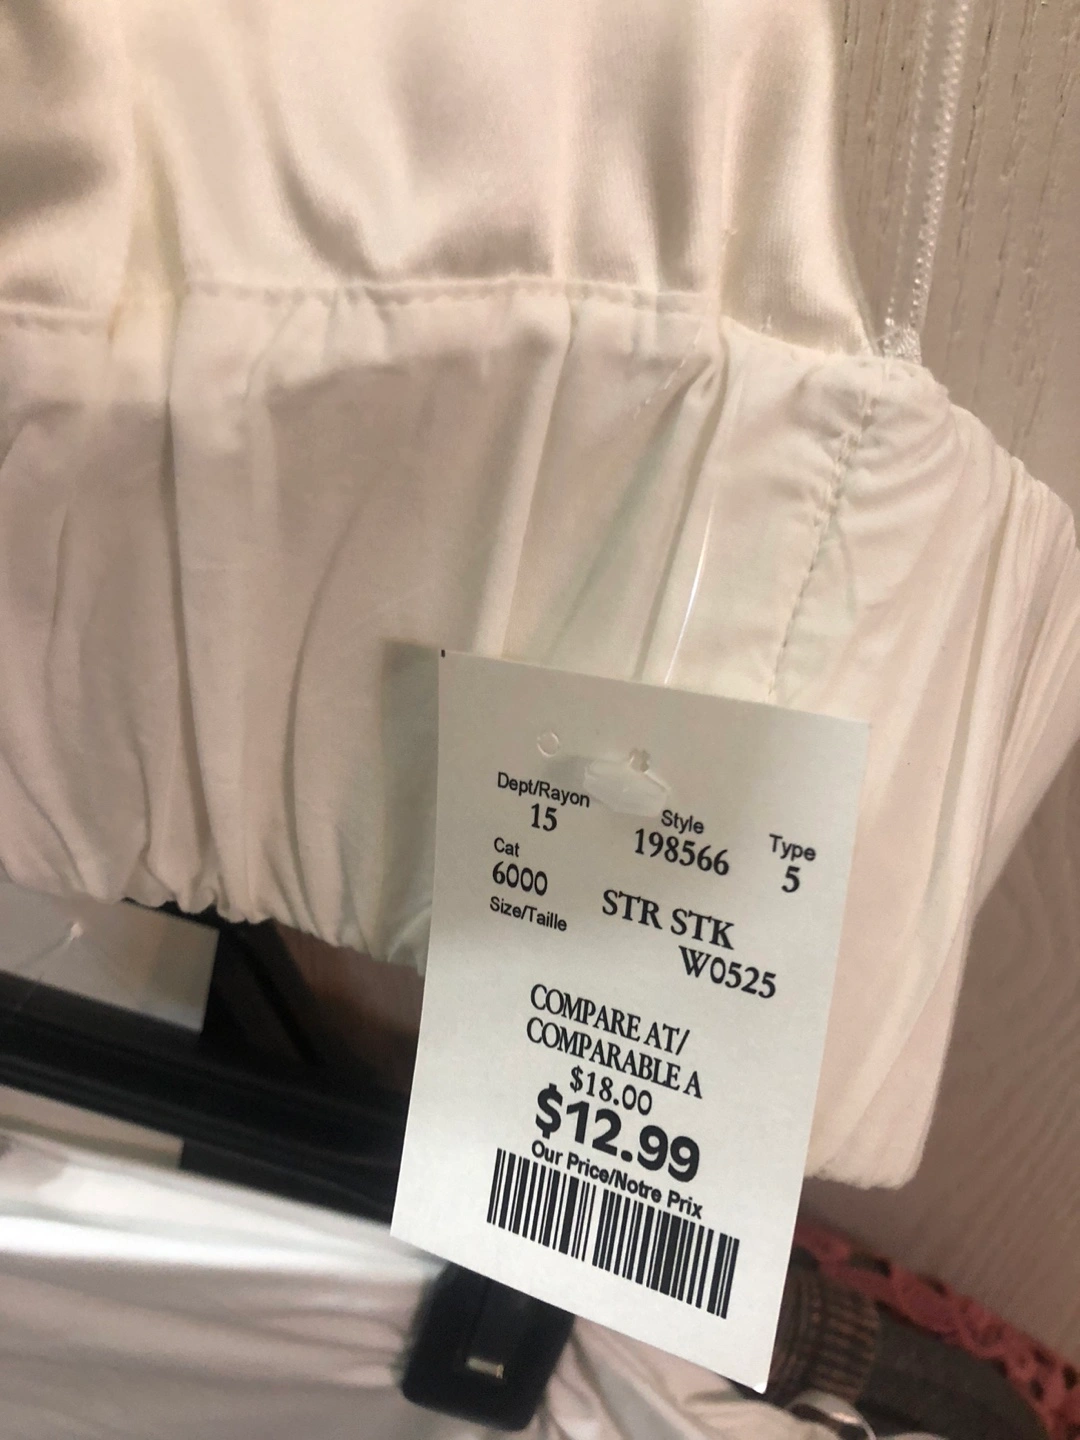 Dept/Rayon
15
Style
198566
Type
5
Cat
6000
Size/Taille
STR STK
W0525
COMPARE AT/
COMPARABLE A
$18.00
$12.99
Our Price/Notre Prix